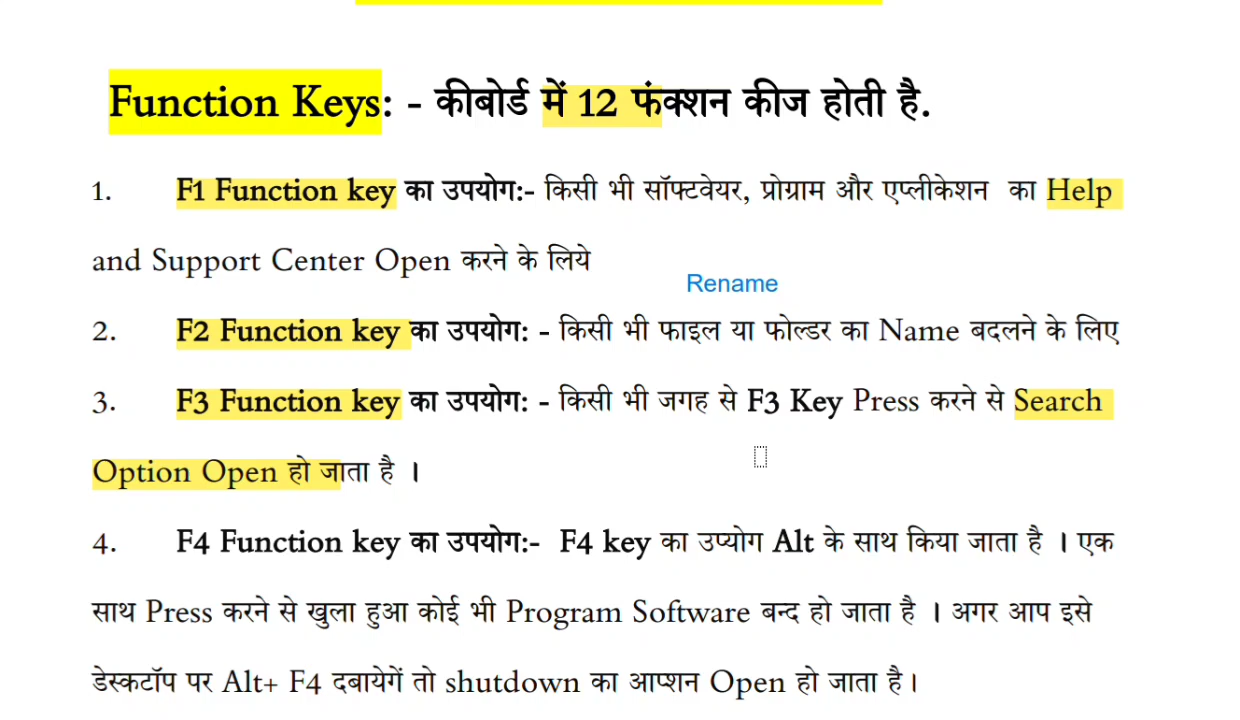 Function Keys: - कीबोर्ड में 12 फंक्शन कीज होती है.
1. F1 Function key का उपयोग:- किसी भी सॉफ्टवेयर, प्रोग्राम और एप्लीकेशन का Help
and Support Center Open करने के लिये
Rename
2. F2 Function key का उपयोग: - किसी भी फाइल या फोल्डर का Name बदलने के लिए
3. F3 Function key का उपयोग: - किसी भी जगह से F3 Key Press करने से Search
Option Open हो जाता है ।
4. F4 Function key का उपयोग:- F4 key का उप्योग Alt के साथ किया जाता है । एक
साथ Press करने से खुला हुआ कोई भी Program Software बन्द हो जाता है । अगर आप इसे
डेस्कटॉप पर Alt+ F4 दबायेगें तो shutdown का आप्शन Open हो जाता है।